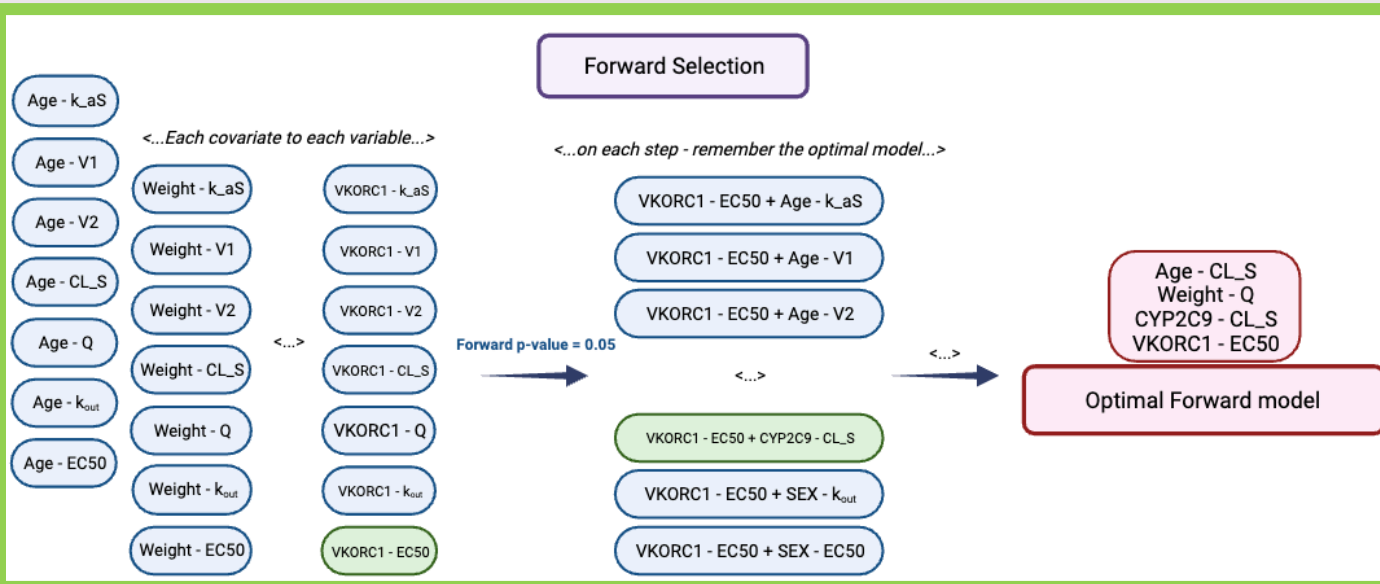 Forward Selection
Age - k_aS
Age - V1
Age - V2
Age - CL_S
Age - Q
Age - kout
Age - EC50
<...Each covariate to each variable...>
Weight - k_aS
Weight - V1
Weight - V2
Weight - CL_S
Weight - Q
Weight - kout
Weight - EC50
<...>
VKORC1 - k_aS
VKORC1 - V1
VKORC1 - V2
VKORC1 - CL_S
VKORC1 - Q
VKORC1 - kout
VKORC1 - EC50
Forward p-value = 0.05
<...on each step - remember the optimal model...>
VKORC1 - EC50 + Age - k_aS
VKORC1 - EC50 + Age - V1
VKORC1 - EC50 + Age - V2
<...>
VKORC1 - EC50 + CYP2C9 - CL_S
VKORC1 - EC50 + SEX - kout
VKORC1 - EC50 + SEX - EC50
<...>
Age - CL_S
Weight - Q
CYP2C9 - CL_S
VKORC1 - EC50
Optimal Forward model